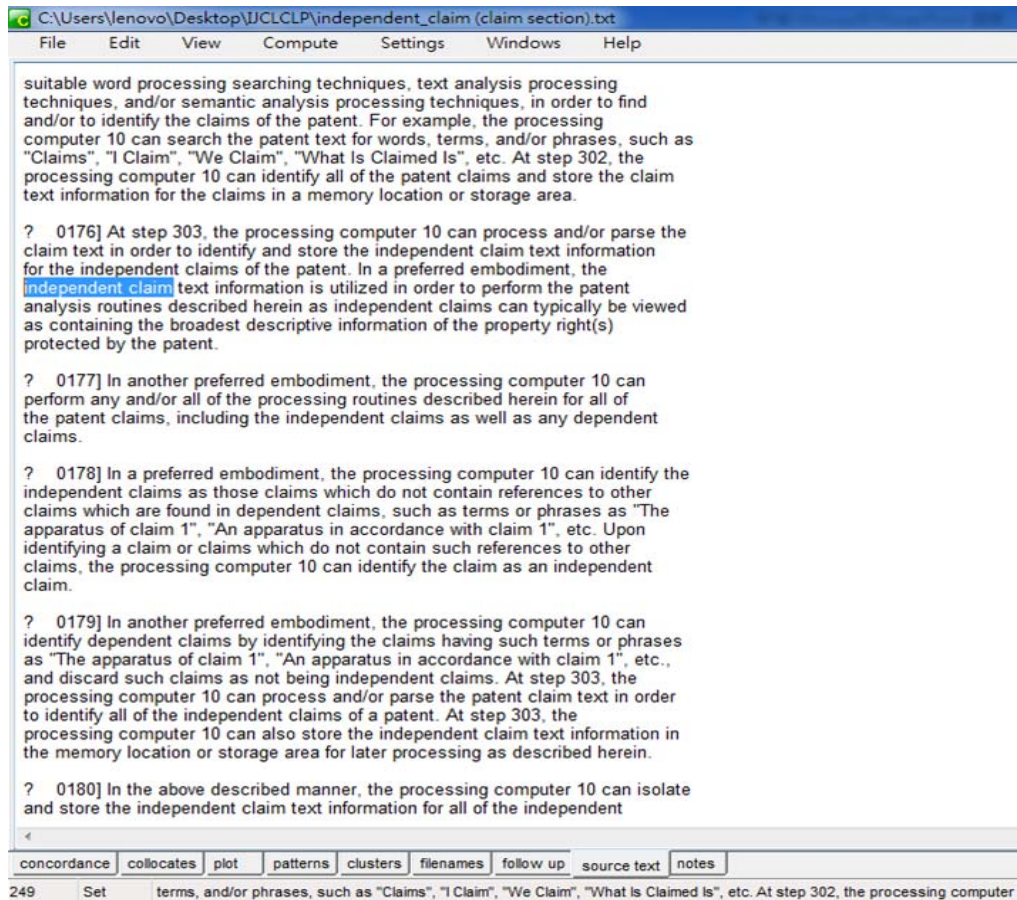 C:\Users\lenovo\Desktop\IJCLCLP\independent_claim (claim section).txt
File Edit View Compute Settings Windows Help
suitable word processing searching techniques, text analysis processing
techniques, and/or semantic analysis processing techniques, in order to find
and/or to identify the claims of the patent. For example, the processing
computer 10 can search the patent text for words, terms, and/or phrases, such as
"Claims", "I Claim", "We Claim", "What Is Claimed Is", etc. At step 302, the
processing computer 10 can identify all of the patent claims and store the claim
text information for the claims in a memory location or storage area.
? 0176] At step 303, the processing computer 10 can process and/or parse the
claim text in order to identify and store the independent claim text information
for the independent claims of the patent. In a preferred embodiment, the
independent claim text information is utilized in order to perform the patent
analysis routines described herein as independent claims can typically be viewed
as containing the broadest descriptive information of the property right(s)
protected by the patent.
? 0177] In another preferred embodiment, the processing computer 10 can
perform any and/or all of the processing routines described herein for all of
the patent claims, including the independent claims as well as any dependent
claims.
? 0178] In a preferred embodiment, the processing computer 10 can identify the
independent claims as those claims which do not contain references to other
claims which are found in dependent claims, such as terms or phrases as "The
apparatus of claim 1", "An apparatus in accordance with claim 1", etc. Upon
identifying a claim or claims which do not contain such references to other
claims, the processing computer 10 can identify the claim as an independent
claim.
? 0179] In another preferred embodiment, the processing computer 10 can
identify dependent claims by identifying the claims having such terms or phrases
as "The apparatus of claim 1", "An apparatus in accordance with claim 1", etc.,
and discard such claims as not being independent claims. At step 303, the
processing computer 10 can process and/or parse the patent claim text in order
to identify all of the independent claims of a patent. At step 303, the
processing computer 10 can also store the independent claim text information in
the memory location or storage area for later processing as described herein.
? 0180] In the above described manner, the processing computer 10 can isolate
and store the independent claim text information for all of the independent
concordance collocates plot patterns clusters filenames follow up source text notes
249 Set terms, and/or phrases, such as "Claims", "I Claim", "We Claim", "What Is Claimed Is", etc. At step 302, the processing computer